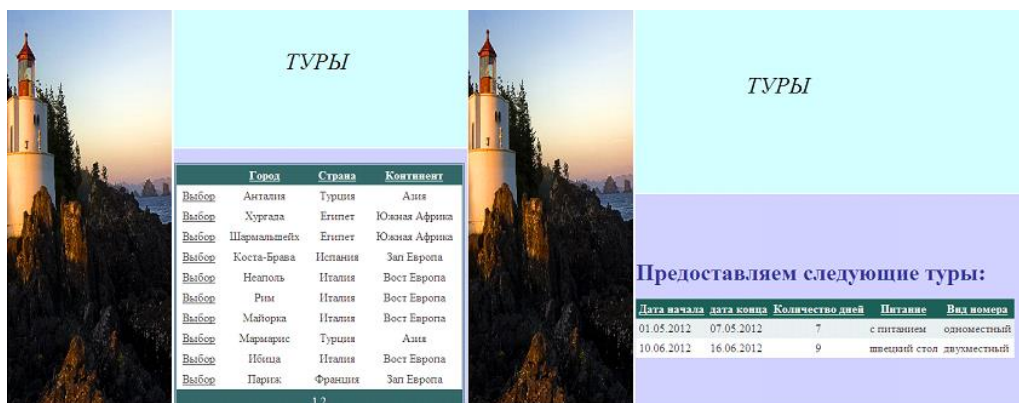 ТУРЫ
Город Страна Континент
Выбор Анталия Турция Азия
Выбор Хургада Египет Южная Африка
Выбор Шармальшейх Египет Южная Африка
Выбор Коста-Брава Испания Зап Европа
Выбор Неаполь Италия Вост Европа
Выбор Рим Италия Вост Европа
Выбор Майорка Италия Вост Европа
Выбор Мармарис Турция Азия
Выбор Ибица Италия Вост Европа
Выбор Париж Франция Зап Европа
1 2
ТУРЫ
Предоставляем следующие туры:
Дата начала дата конца Количество дней Питание Вид номера
01.05.2012 07.05.2012 7 с питанием одноместный
10.06.2012 16.06.2012 9 швецкий стол двухместный